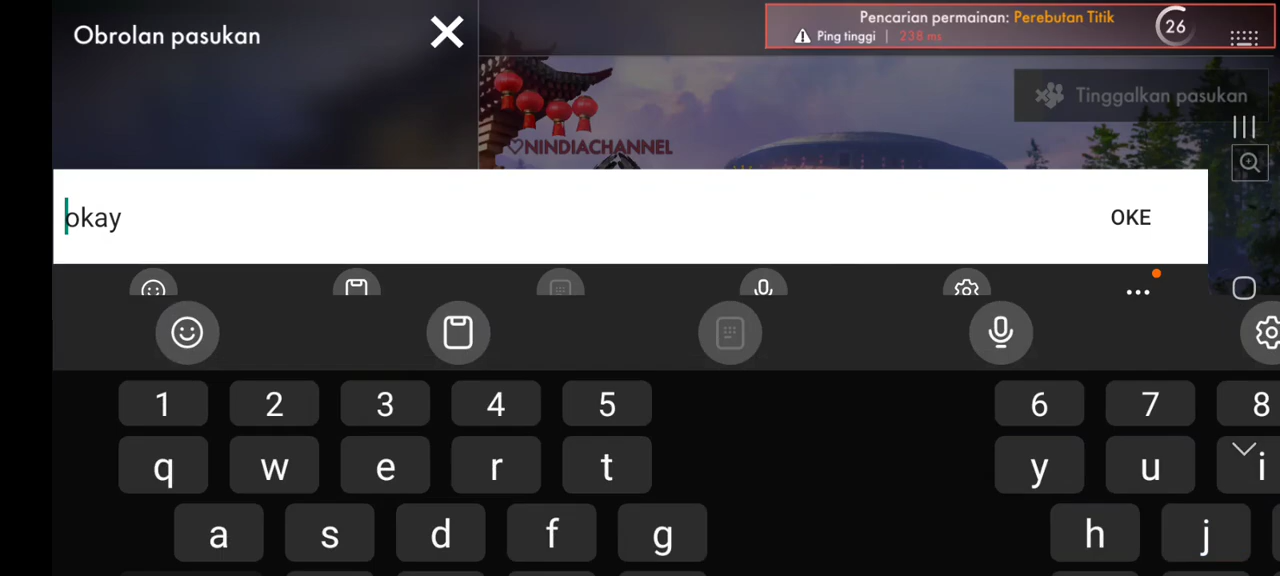 Obrolan pasukan
Pencarian permainan: Perebutan Titik
26
Ping tinggi | 238 ms
Tinggalkan pasukan
♡NINDIACHANNEL
okay
OKE
1 2 3 4 5 6 7 8
q w e r t y u i
a s d f g h j